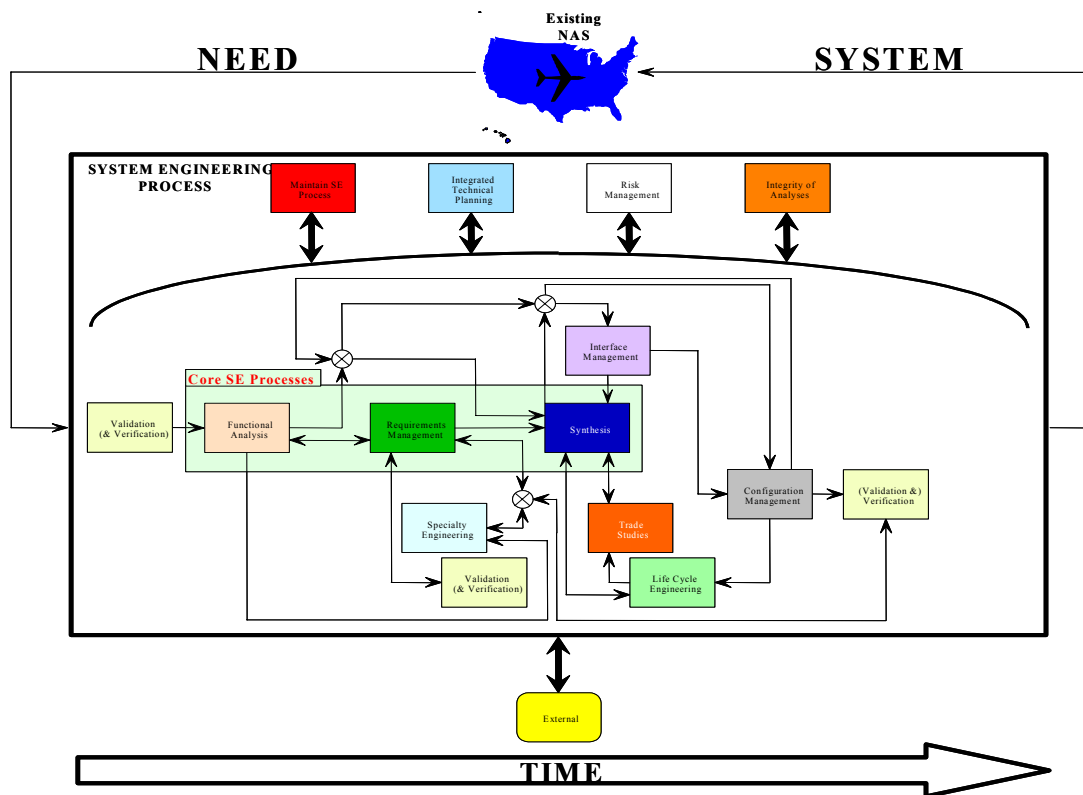 Existing
NAS
NEED
SYSTEM
SYSTEM ENGINEERING
PROCESS
Maintain SE
Process
Integrated
Technical
Planning
Risk
Management
Integrity of
Analyses
Interface
Management
Core SE Processes
Validation
(& Verification)
Functional
Analysis
Requirements
Management
Synthesis
Configuration
Management
(Validation &)
Verification
Specialty
Engineering
Trade
Studies
Validation
(& Verification)
Life Cycle
Engineering
External
TIME